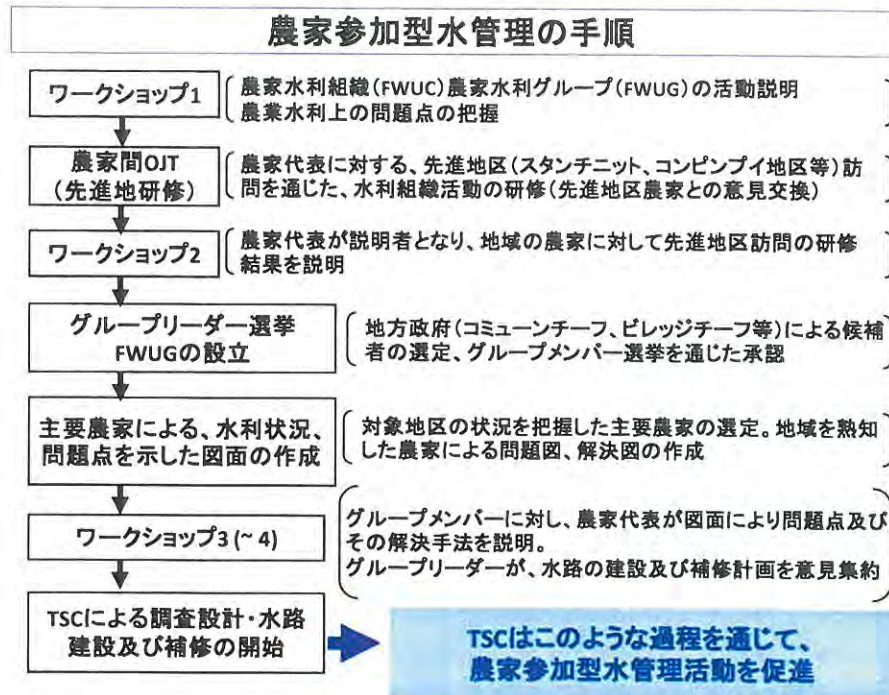 農家参加型水管理の手順
ワークショップ1
農家水利組織(FWUC)農家水利グループ(FWUG)の活動説明
農業水利上の問題点の把握
農家間OJT
(先進地研修)
農家代表に対する、先進地区(スタンチニット、コンピンプイ地区等)訪
問を通じた、水利組織活動の研修(先進地区農家との意見交換)
ワークショップ2
農家代表が説明者となり、地域の農家に対して先進地区訪問の研修
結果を説明
グループリーダー選挙
FWUGの設立
地方政府(コミューンチーフ、ビレッジチーフ等)による候補
者の選定、グループメンバー選挙を通じた承認
主要農家による、水利状況、
問題点を示した図面の作成
対象地区の状況を把握した主要農家の選定。地域を熟知
した農家による問題図、解決図の作成
ワークショップ3 (~ 4)
グループメンバーに対し、農家代表が図面により問題点及び
その解決手法を説明。
グループリーダーが、水路の建設及び補修計画を意見集約
TSCによる調査設計・水路
建設及び補修の開始
TSCはこのような過程を通じて、
農家参加型水管理活動を促進